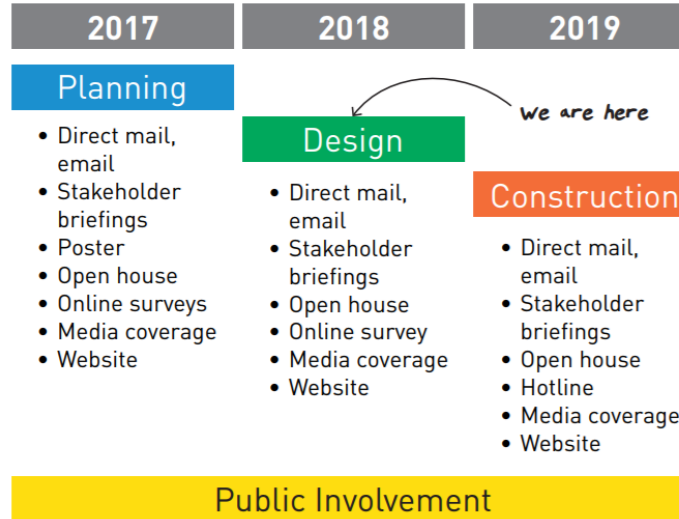 2017
2018
2019
Planning
• Direct mail,
email
• Stakeholder
briefings
• Poster
• Open house
• Online surveys
• Media coverage
• Website
we are here
Design
• Direct mail,
email
• Stakeholder
briefings
• Open house
• Online survey
• Media coverage
• Website
Construction
• Direct mail,
email
• Stakeholder
briefings
• Open house
• Hotline
• Media coverage
• Website
Public Involvement